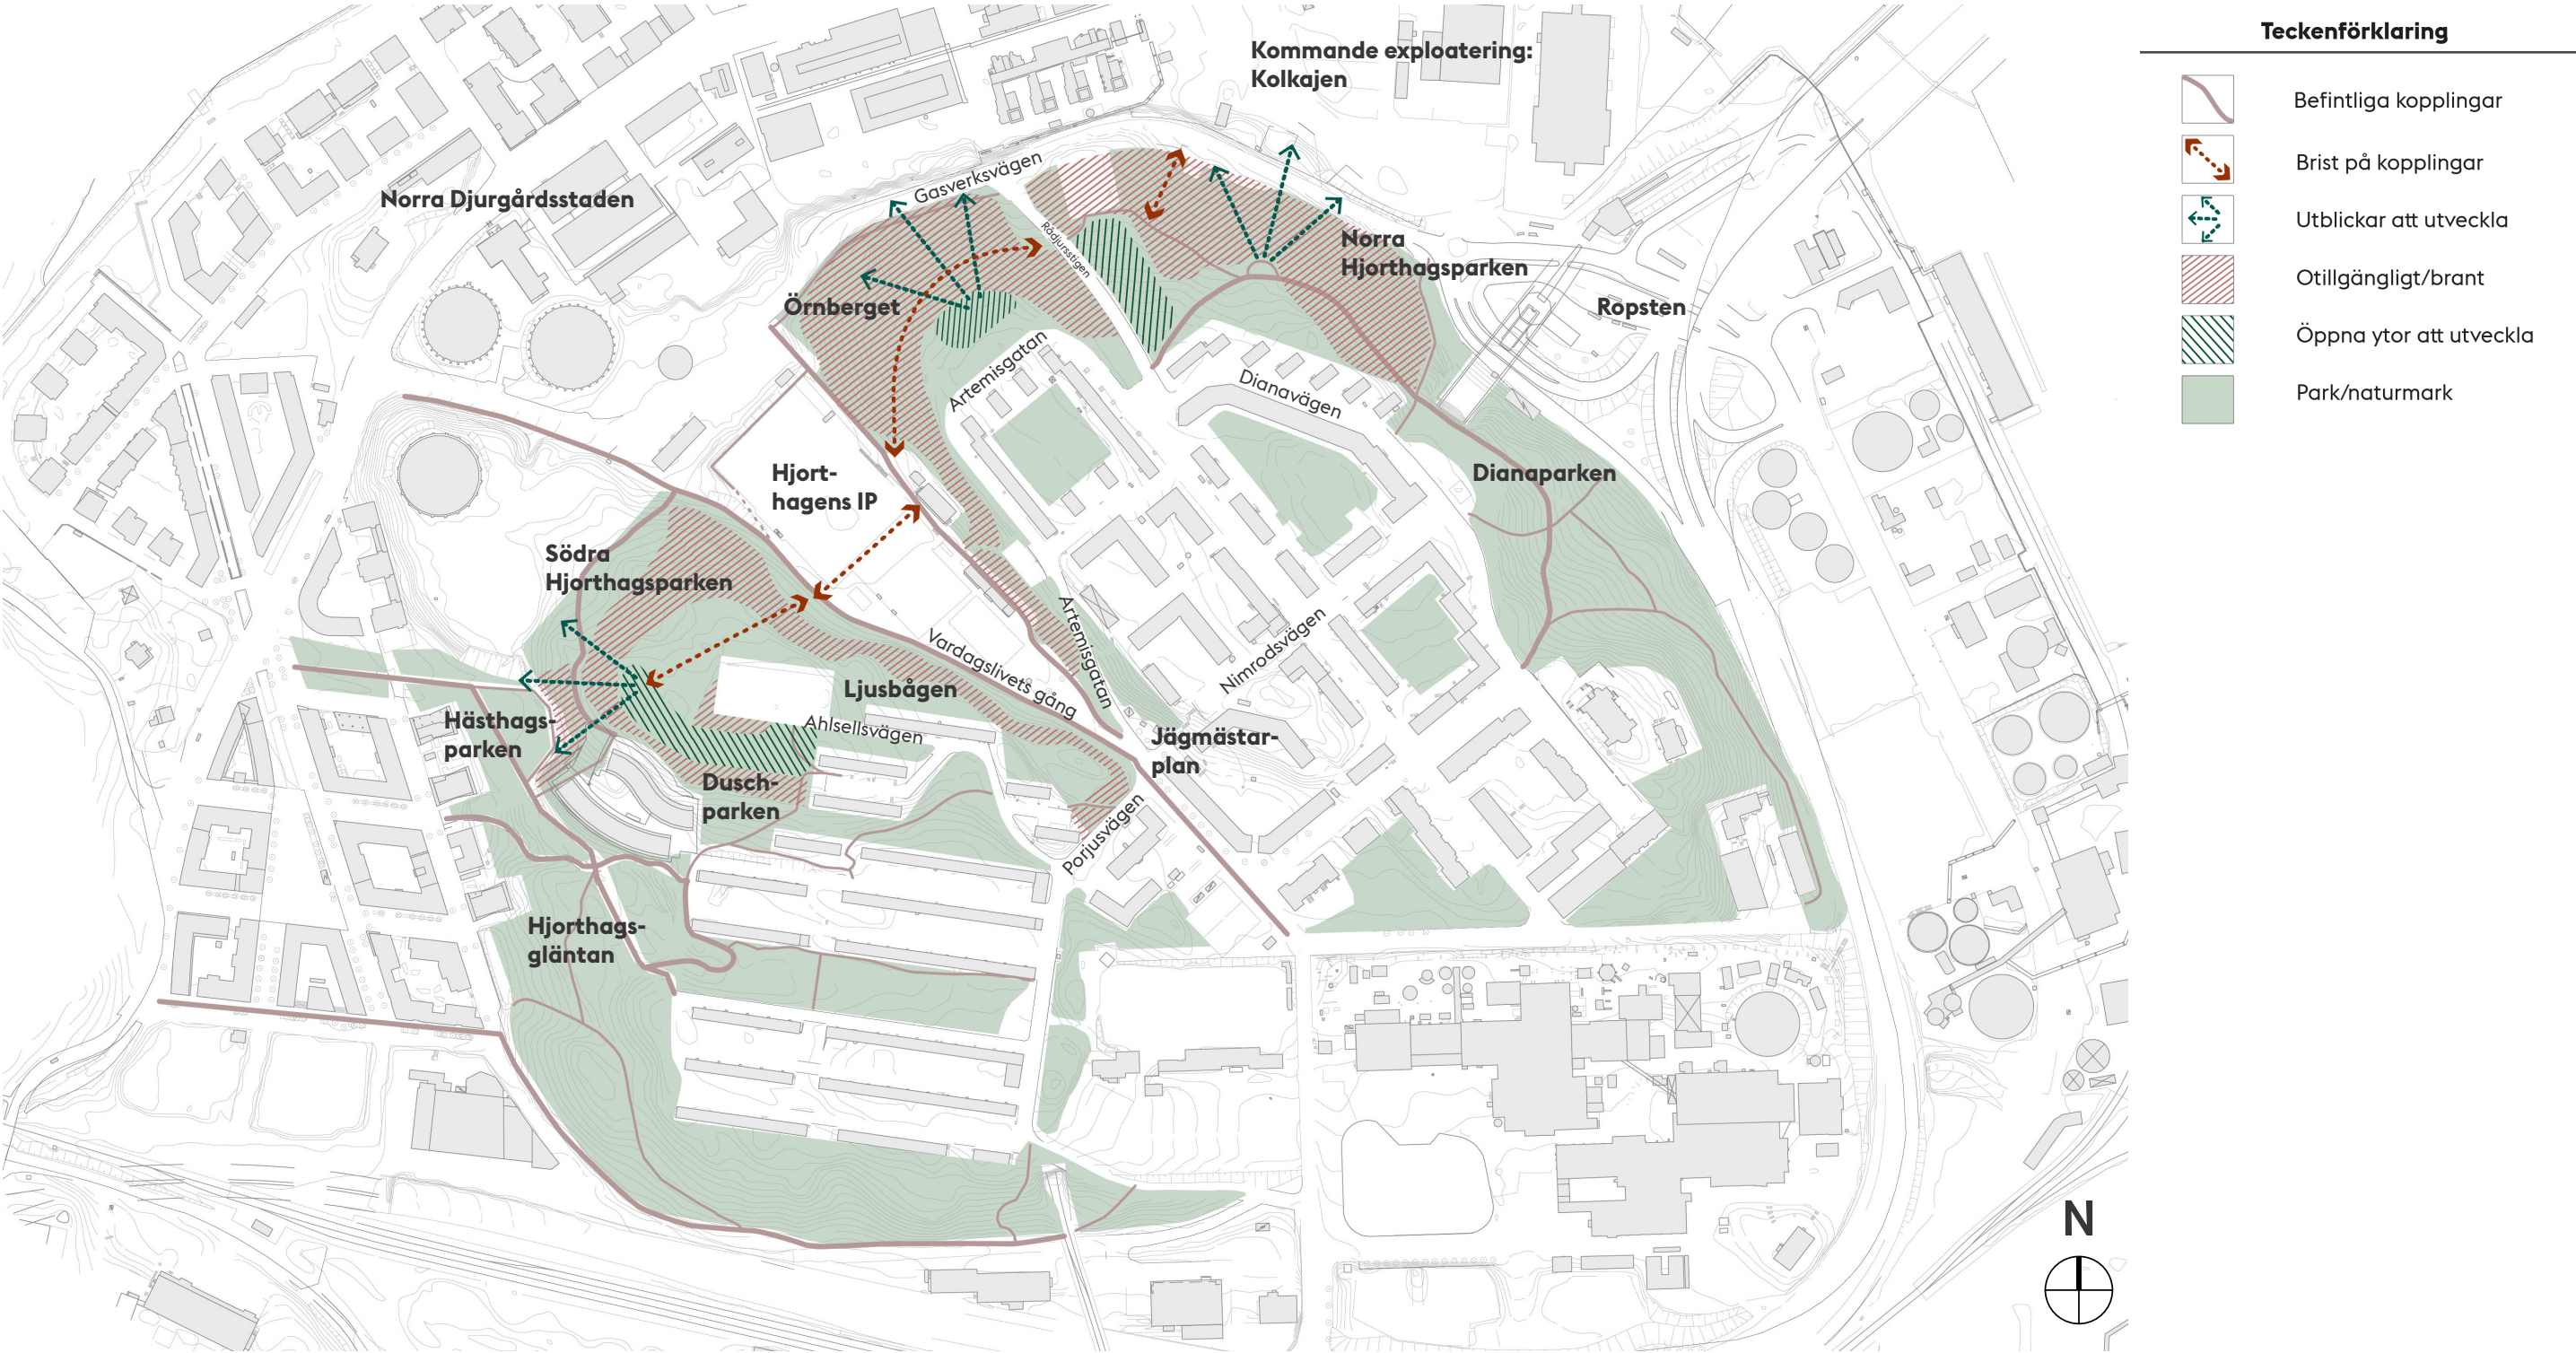 Kommande exploatering:
Kolkajen
Norra Djurgårdsstaden
Gasverksvägen
Rådjursstigen
Norra
Hjorthagsparken
Örnberget
Ropsten
Artemisgatan
Dianavägen
Hjort-
hagens IP
Dianaparken
Södra
Hjorthagsparken
Artemisgatan
Nimrodsvägen
Vardagslivets gång
Ljusbågen
Ahlsellsvägen
Hästhags-
parken
Jägmästar-
plan
Dusch-
parken
Porjusvägen
Hjorthags-
gläntan
N
Teckenförklaring
Befintliga kopplingar
Brist på kopplingar
Utblickar att utveckla
Otillgängligt/brant
Öppna ytor att utveckla
Park/naturmark